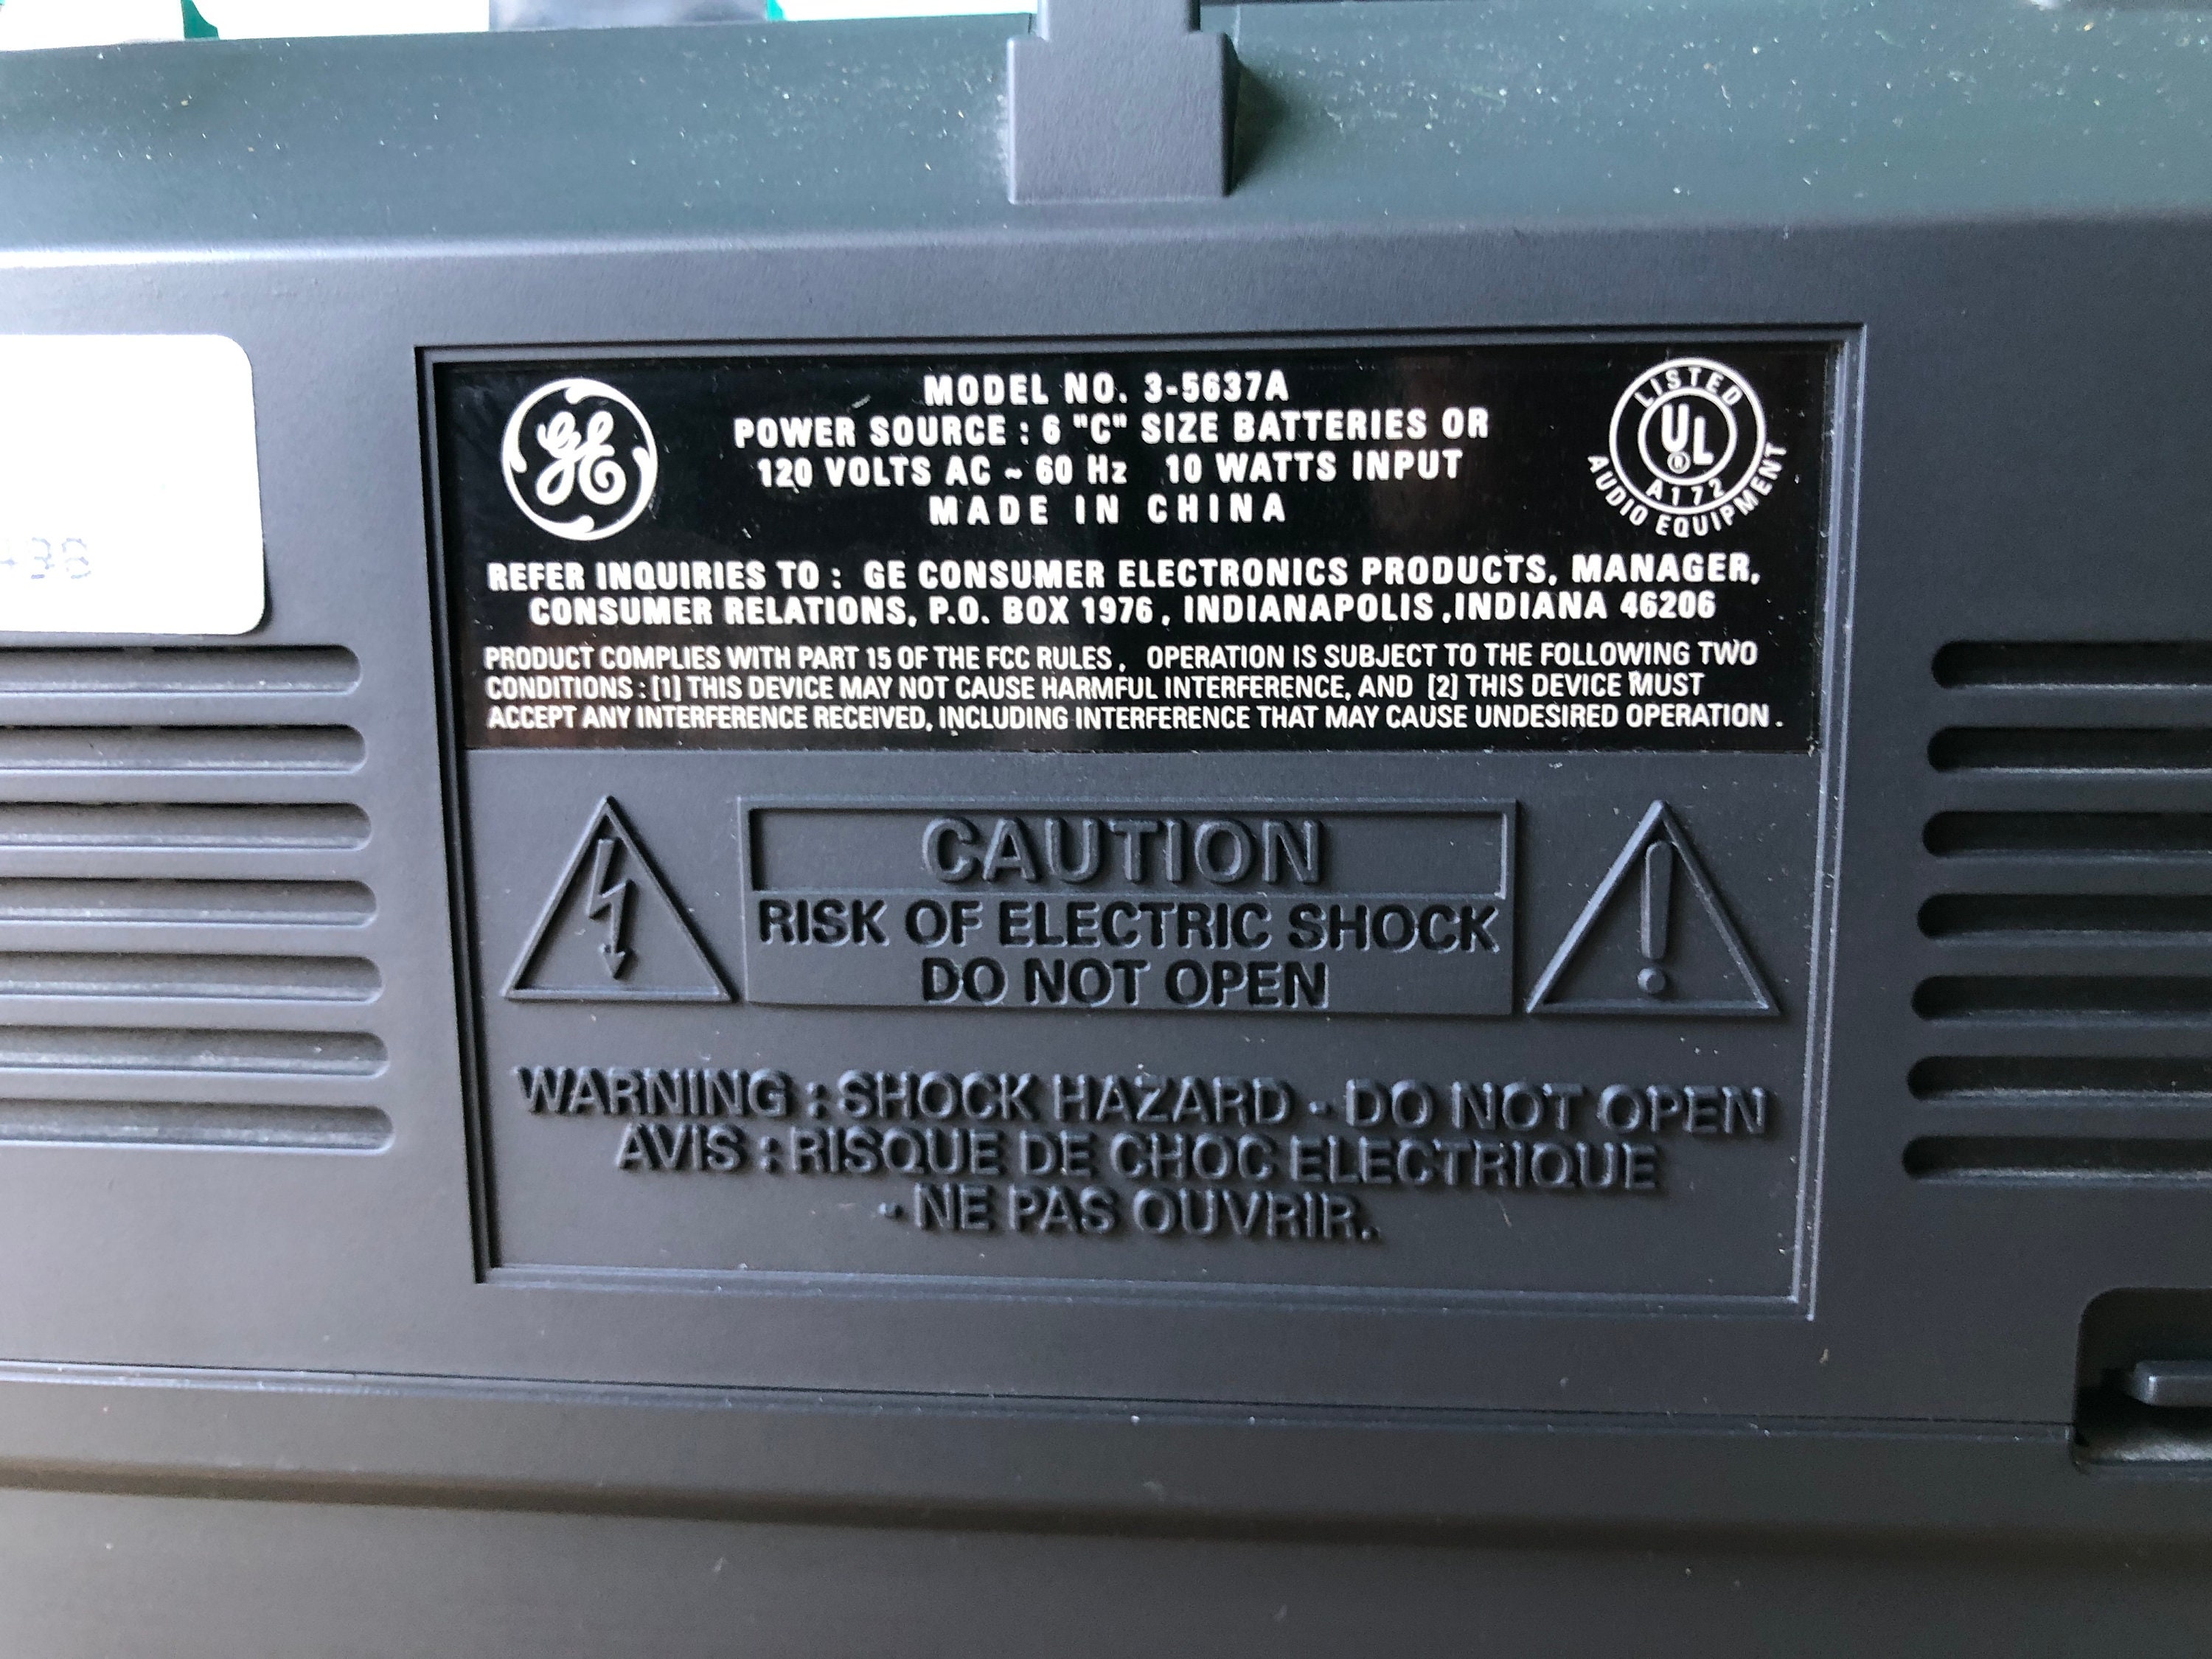 MODEL NO. 3-5637A
POWER SOURCE : 6 "C" SIZE BATTERIES OR
120 VOLTS AC ~ 60 Hz 10 WATTS INPUT
MADE IN CHINA
GE
LISTED
UL
®
A172
AUDIO EQUIPMENT
REFER INQUIRIES TO : GE CONSUMER ELECTRONICS PRODUCTS, MANAGER,
CONSUMER RELATIONS, P.O. BOX 1976, INDIANAPOLIS, INDIANA 46206
PRODUCT COMPLIES WITH PART 15 OF THE FCC RULES, OPERATION IS SUBJECT TO THE FOLLOWING TWO
CONDITIONS : [1] THIS DEVICE MAY NOT CAUSE HARMFUL INTERFERENCE, AND [2] THIS DEVICE MUST
ACCEPT ANY INTERFERENCE RECEIVED, INCLUDING INTERFERENCE THAT MAY CAUSE UNDESIRED OPERATION.
CAUTION
RISK OF ELECTRIC SHOCK
DO NOT OPEN
WARNING : SHOCK HAZARD - DO NOT OPEN
AVIS : RISQUE DE CHOC ELECTRIQUE
- NE PAS OUVRIR.